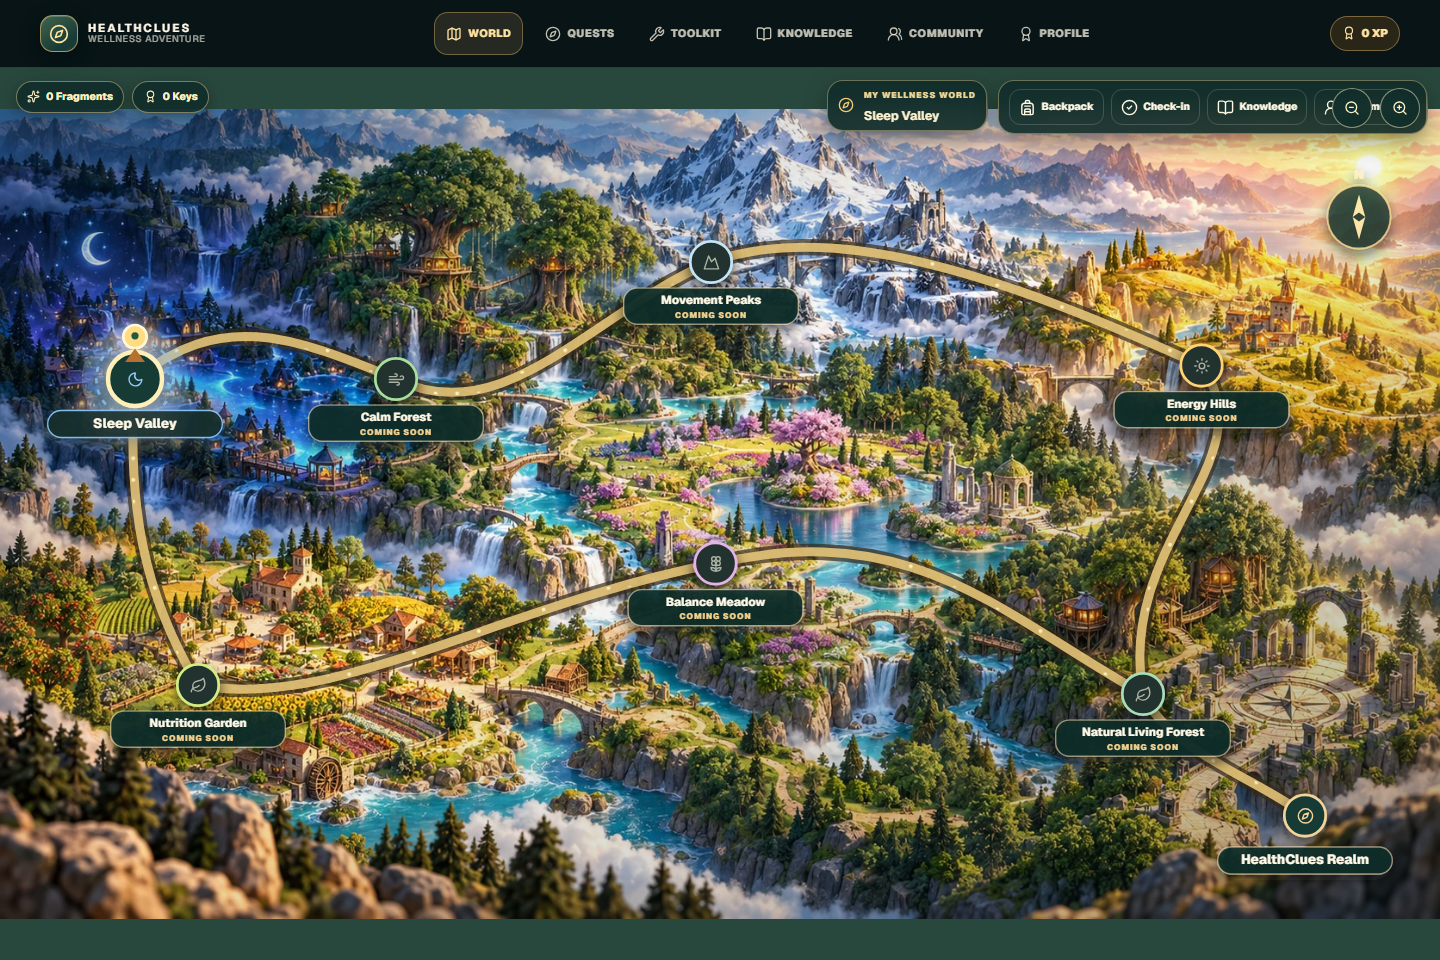 HEALTHCLUES
WELLNESS ADVENTURE
WORLD
QUESTS
TOOLKIT
KNOWLEDGE
COMMUNITY
PROFILE
0 XP
0 Fragments
0 Keys
MY WELLNESS WORLD
Sleep Valley
Backpack
Check-in
Knowledge
Movement Peaks
COMING SOON
Sleep Valley
Calm Forest
COMING SOON
Energy Hills
COMING SOON
Balance Meadow
COMING SOON
Nutrition Garden
COMING SOON
Natural Living Forest
COMING SOON
HealthClues Realm